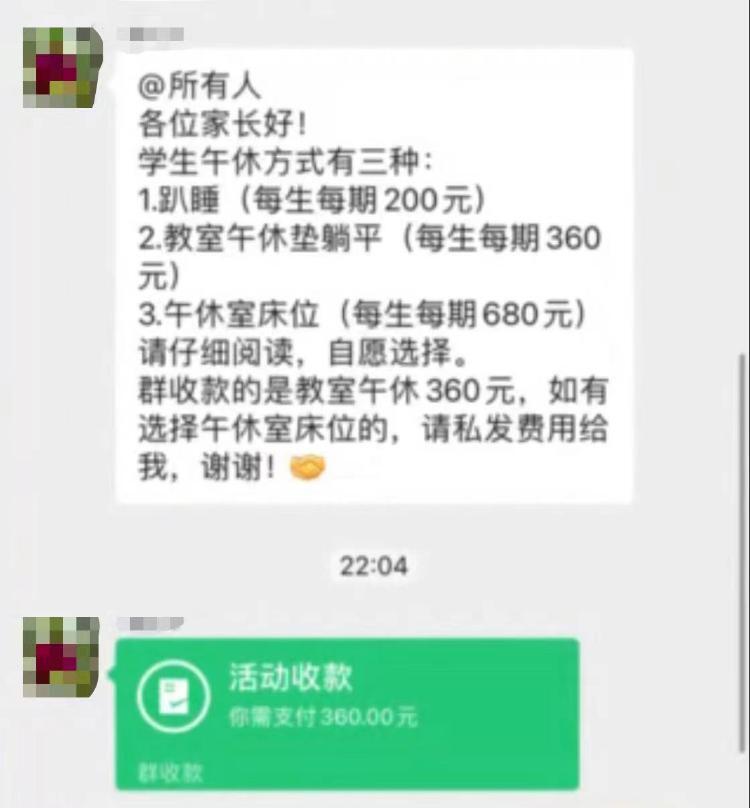 @所有人
各位家长好！
学生午休方式有三种：
1.趴睡（每生每期200元）
2.教室午休垫躺平（每生每期360
元）
3.午休室床位（每生每期680元）
请仔细阅读，自愿选择。
群收款的是教室午休360元，如有
选择午休室床位的，请私发费用给
我，谢谢！🤝
22:04
活动收款
你需支付360.00元
群收款